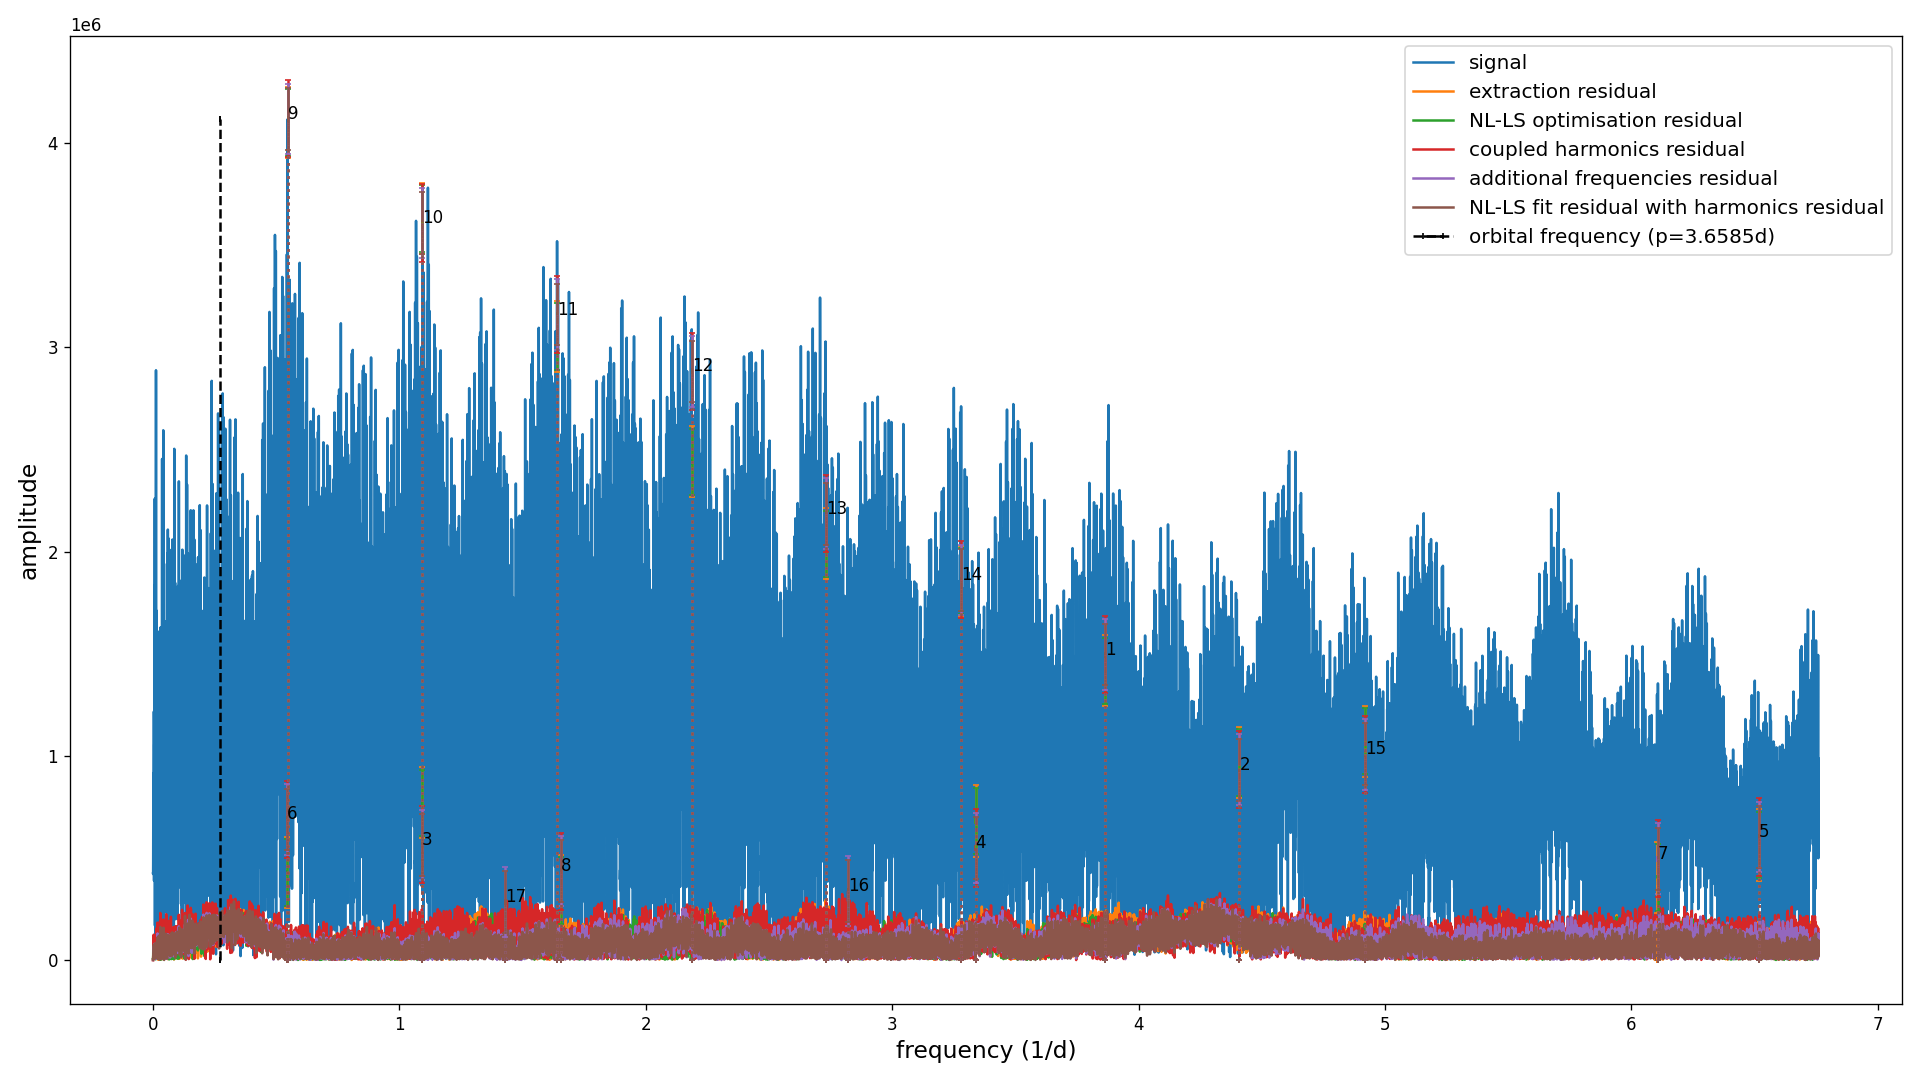 1e6
signal
extraction residual
NL-LS optimisation residual
coupled harmonics residual
additional frequencies residual
NL-LS fit residual with harmonics residual
orbital frequency (p=3.6585d)
9
10
11
12
13
14
1
2
15
6
3
8
17
16
4
7
5
4
3
2
1
0
amplitude
0 1 2 3 4 5 6 7
frequency (1/d)